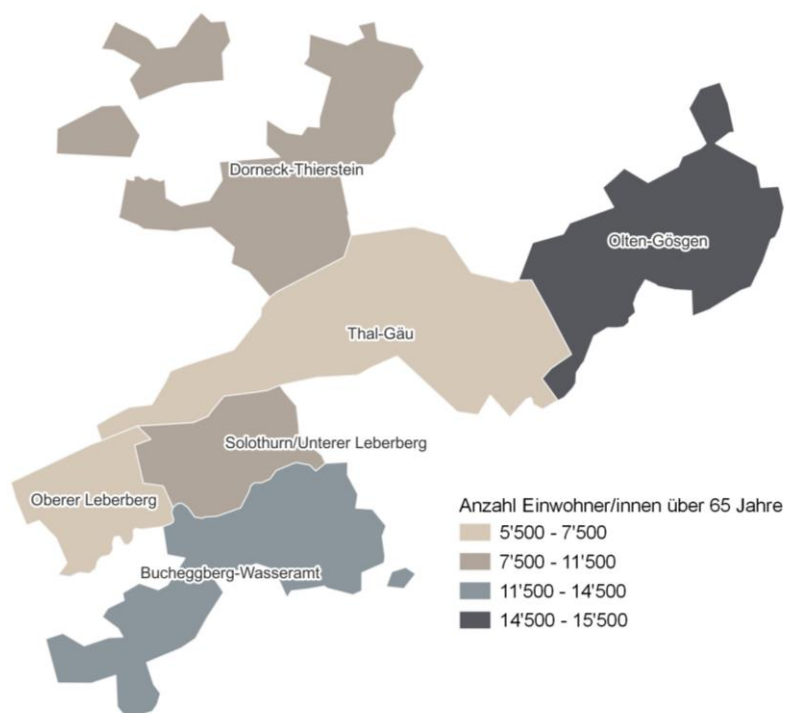 Dorneck-Thierstein
Olten-Gösgen
Thal-Gäu
Solothurn/Unterer Leberberg
Oberer Leberberg
Bucheggberg-Wasseramt
Anzahl Einwohner/innen über 65 Jahre
5'500 - 7'500
7'500 - 11'500
11'500 - 14'500
14'500 - 15'500